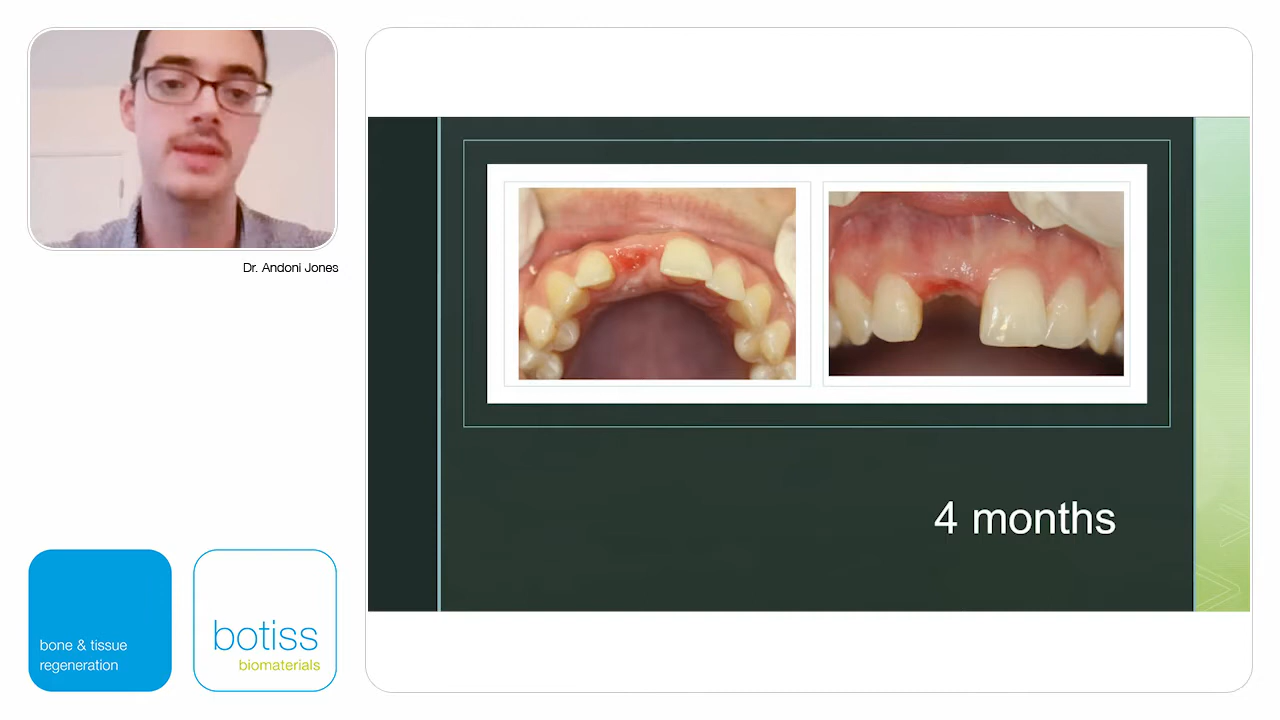 Dr. Andoni Jones
4 months
bone & tissue
regeneration
botiss
biomaterials